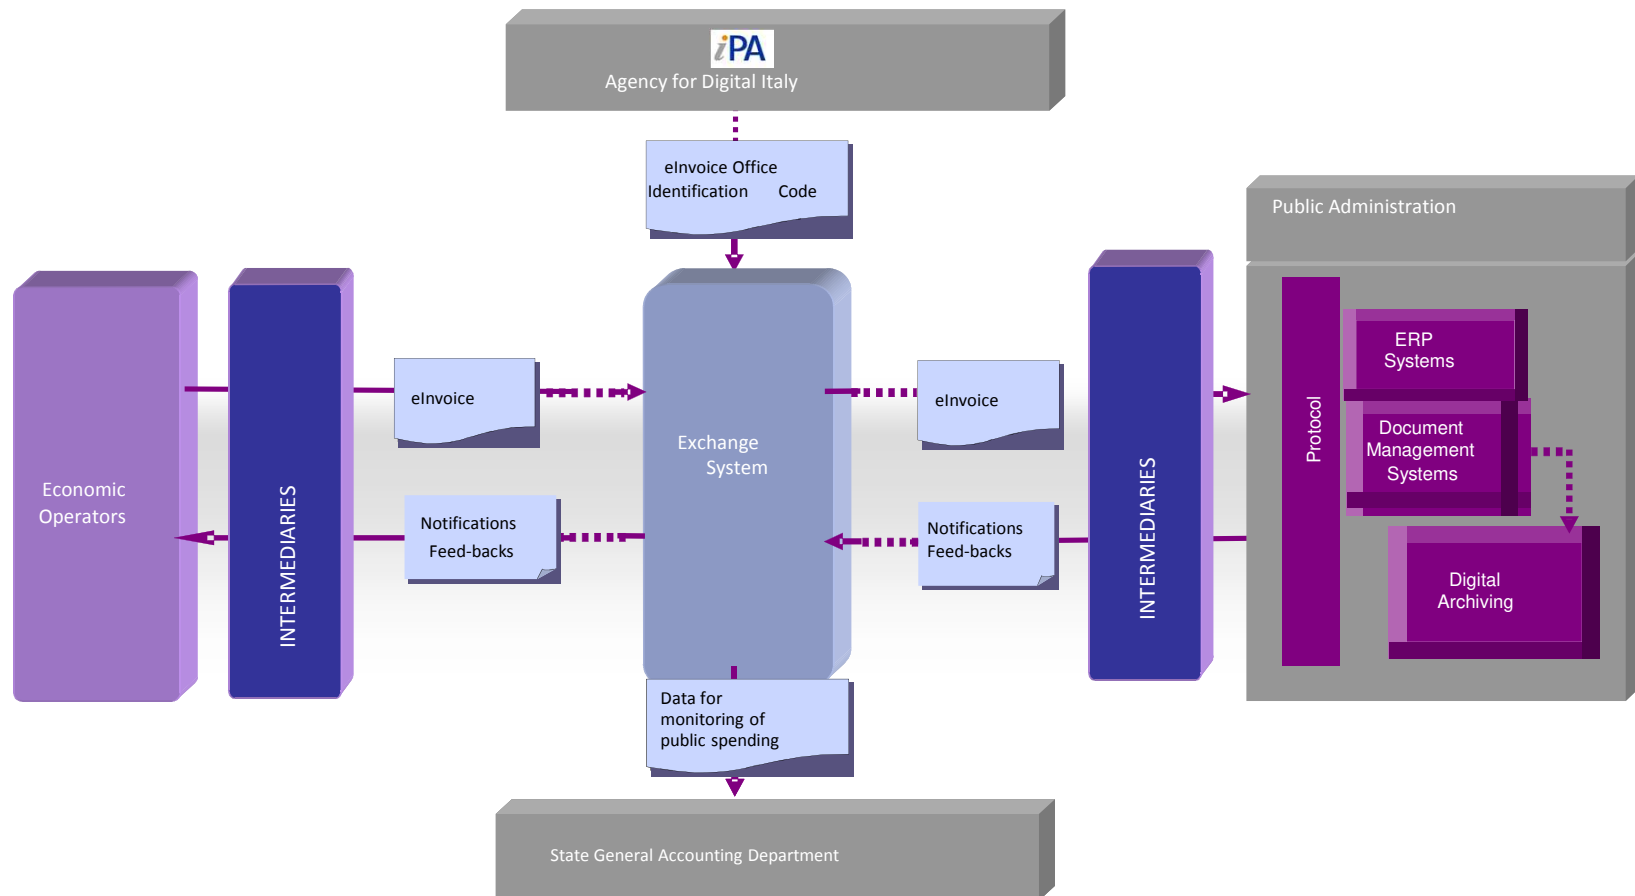 iPA
Agency for Digital Italy
eInvoice Office
Identification Code
Public Administration
Economic
Operators
INTERMEDIARIES
eInvoice
Notifications
Feed-backs
Exchange
System
eInvoice
Notifications
Feed-backs
INTERMEDIARIES
Protocol
ERP
Systems
Document
Management
Systems
Digital
Archiving
Data for
monitoring of
public spending
State General Accounting Department